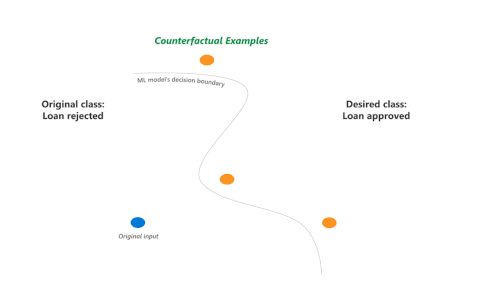 Counterfactual Examples
ML model's decision boundary
Original class:
Loan rejected
Desired class:
Loan approved
Original input